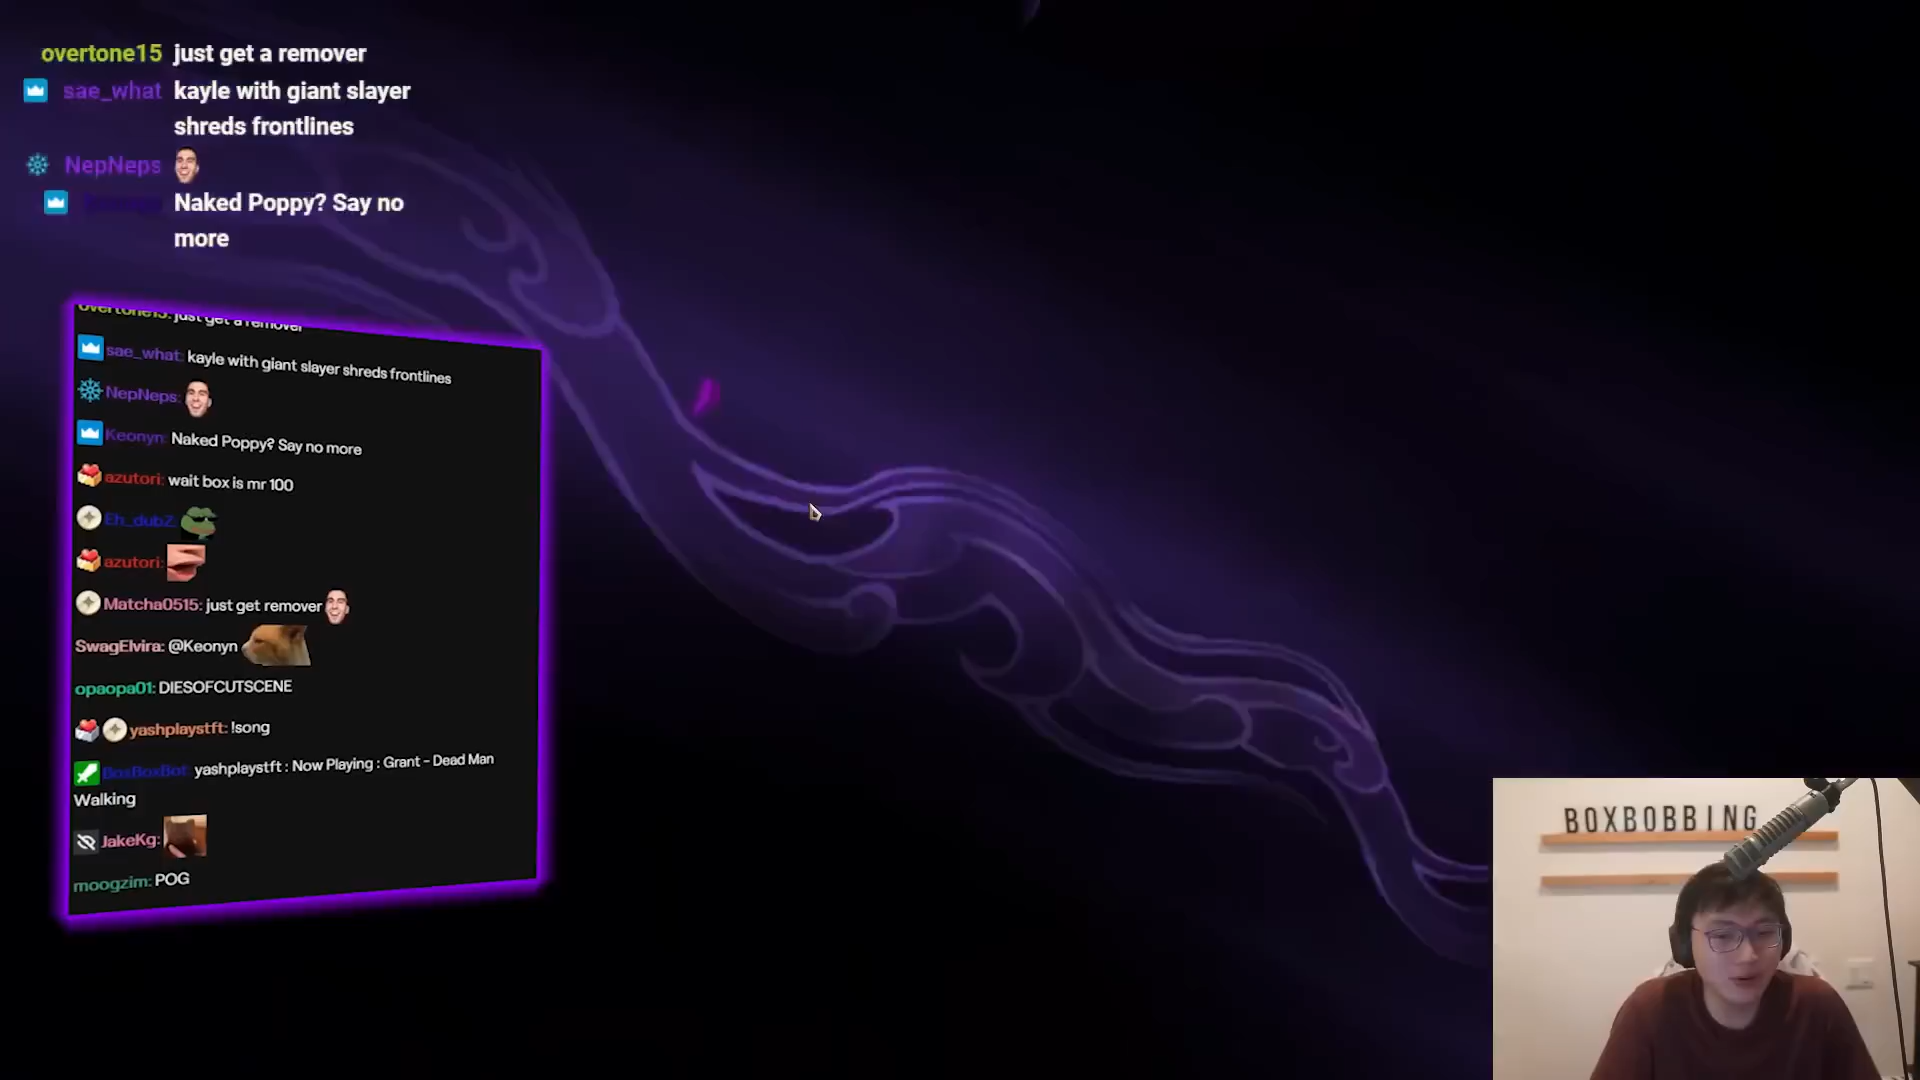 overtone15 just get a remover
sae_what kayle with giant slayer
shreds frontlines
NepNeps
Naked Poppy? Say no
more
overtone15: just get a remover
sae_what: kayle with giant slayer shreds frontlines
NepNeps:
Keonyn: Naked Poppy? Say no more
azutori: wait box is mr 100
Eh_dubZ:
azutori:
Matcha0515: just get remover
SwagElvira: @Keonyn
opaopa01: DIESOFCUTSCENE
yashplaystft: !song
BoxBoxBot: yashplaystft : Now Playing : Grant - Dead Man
Walking
JakeKg:
moogzim: POG
BOXBOBBING